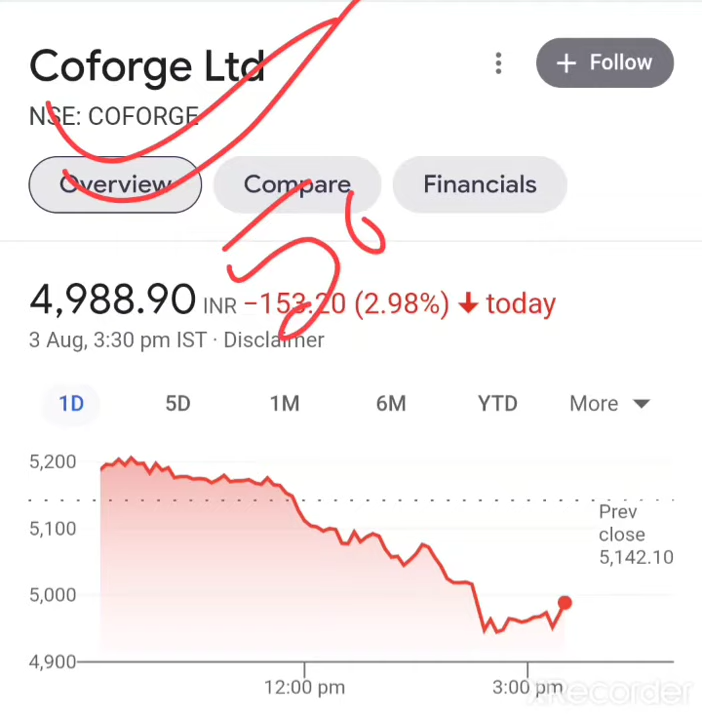 Coforge Ltd
+ Follow
NSE: COFORGE
Overview Compare Financials
50
4,988.90 INR −153.20 (2.98%) ↓ today
3 Aug, 3:30 pm IST · Disclaimer
1D 5D 1M 6M YTD More
5,200
Prev
close
5,142.10
5,100
5,000
4,900
12:00 pm 3:00 pm
XRecorder